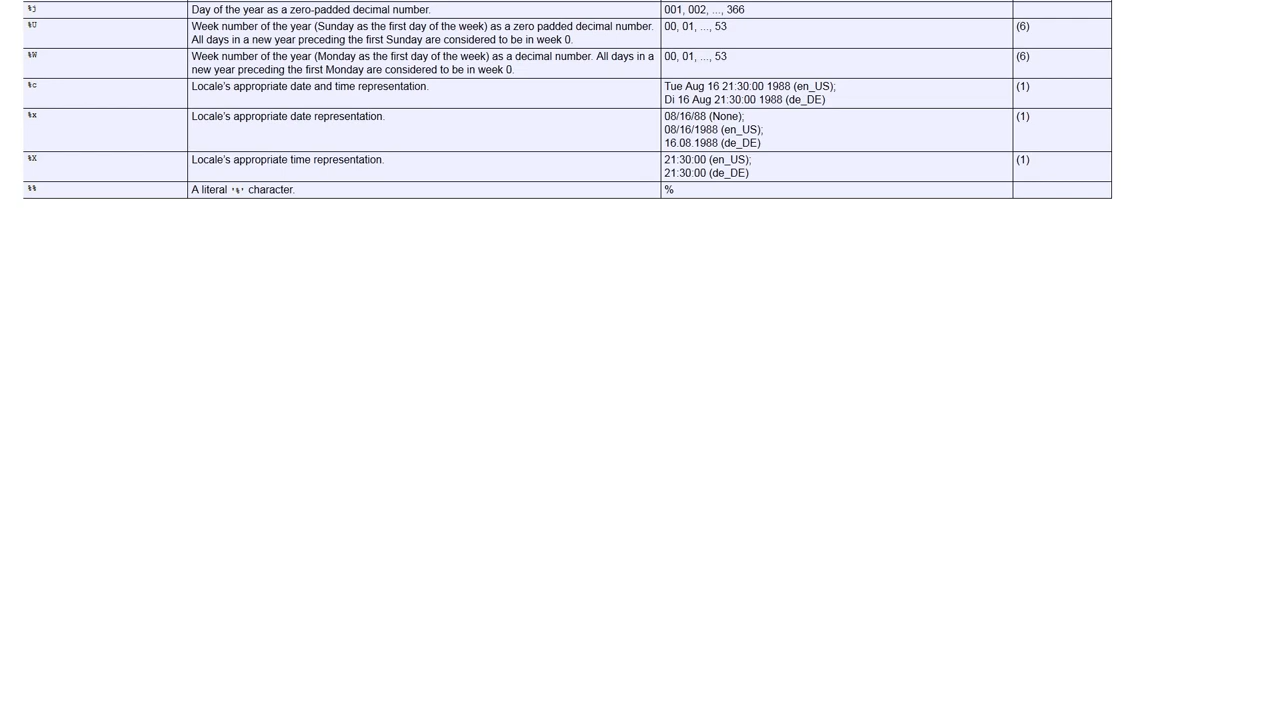 %j Day of the year as a zero-padded decimal number. 001, 002, ..., 366
%U Week number of the year (Sunday as the first day of the week) as a zero padded decimal number. 00, 01, ..., 53 (6)
All days in a new year preceding the first Sunday are considered to be in week 0.
%W Week number of the year (Monday as the first day of the week) as a decimal number. All days in a 00, 01, ..., 53 (6)
new year preceding the first Monday are considered to be in week 0.
%c Locale's appropriate date and time representation. Tue Aug 16 21:30:00 1988 (en_US); (1)
Di 16 Aug 21:30:00 1988 (de_DE)
%x Locale's appropriate date representation. 08/16/88 (None); (1)
08/16/1988 (en_US);
16.08.1988 (de_DE)
%X Locale's appropriate time representation. 21:30:00 (en_US); (1)
21:30:00 (de_DE)
%% A literal '%' character. %